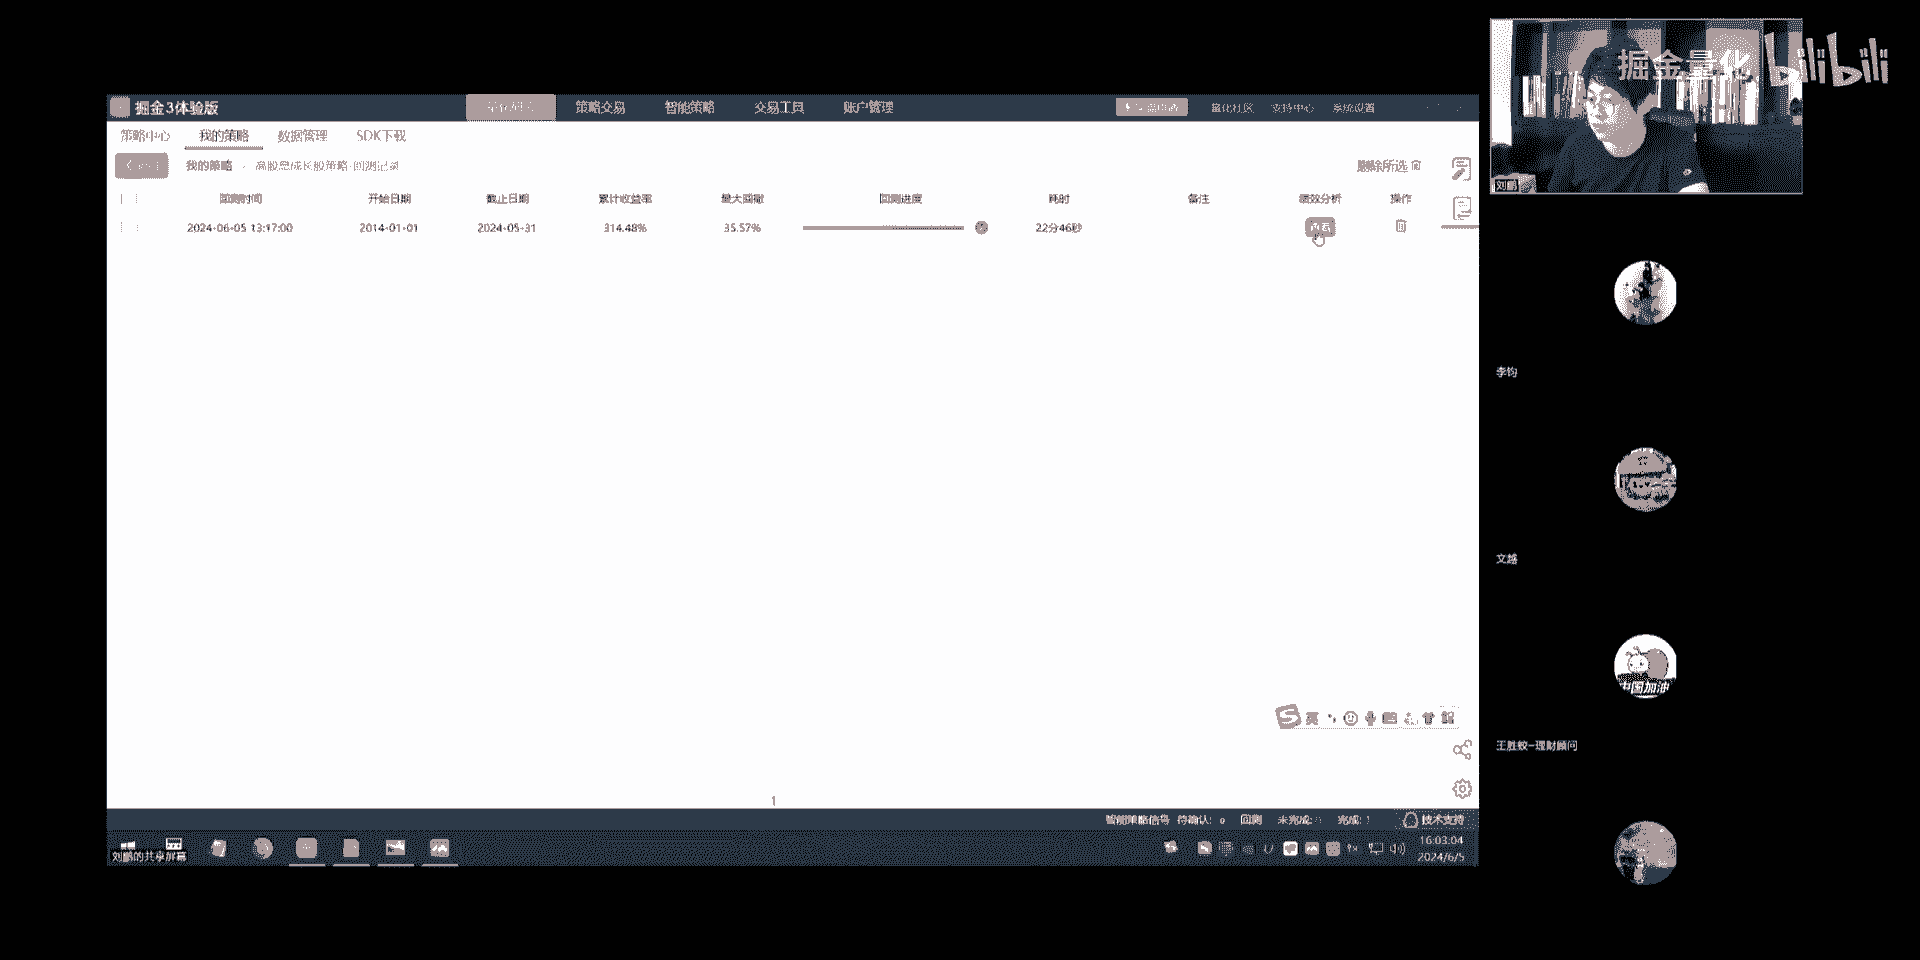 掘金量化 bilibili
掘金3体验版
策略交易 智能策略 交易工具 账户管理
量化社区 支持中心 系统设置
策略中心 我的策略 数据管理 SDK下载
我的策略 高股息成长股策略-回测记录
删除所选
回测时间 开始日期 截止日期 累计收益率 最大回撤 回测进度 耗时 备注 绩效分析 操作
2024-06-05 13:17:00 2014-01-01 2024-05-31 314.48% 35.57% 22分46秒
刘鹏
李钧
文越
中国加油
王胜蛟-理财顾问
英
1
智能策略信号 待确认: 0 回测 未完成: 完成: 1 技术支持
刘鹏的共享屏幕
16:03:04
2024/6/5